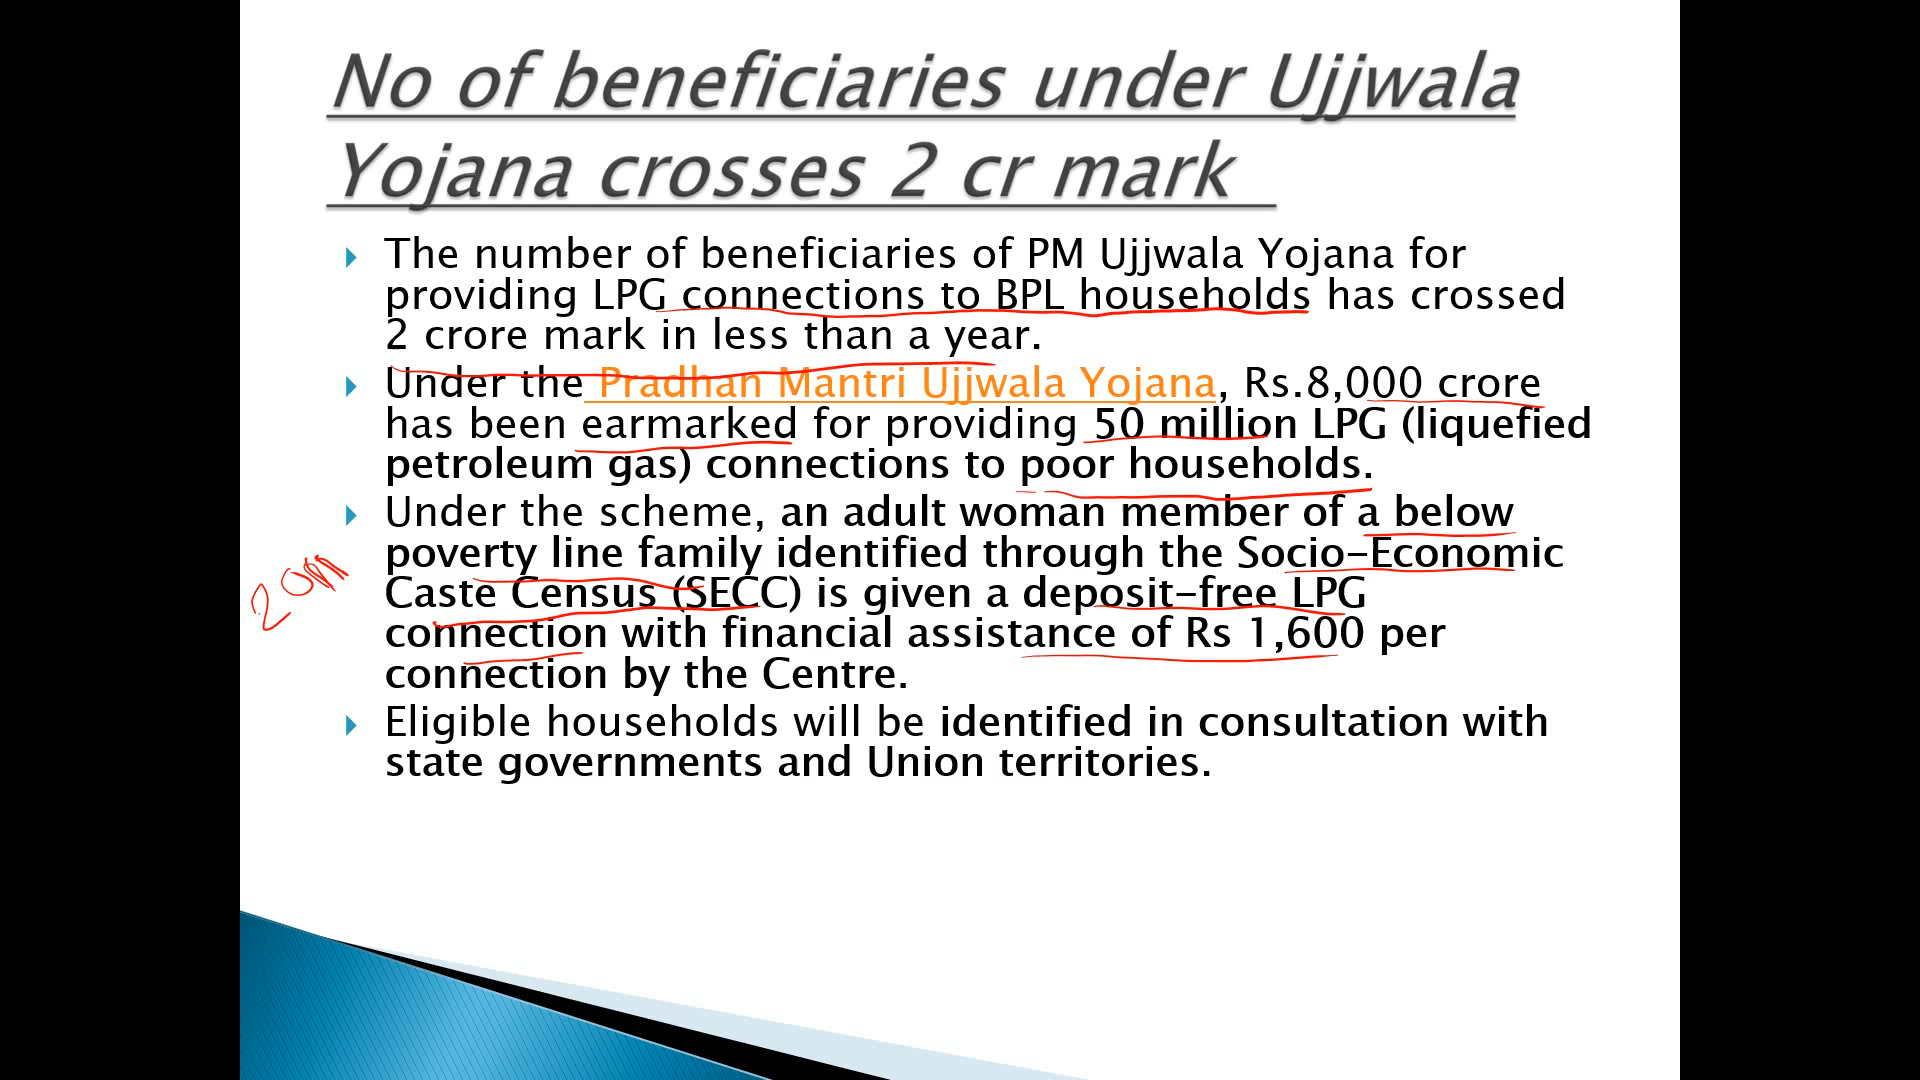 No of beneficiaries under Ujjwala
Yojana crosses 2 cr mark
The number of beneficiaries of PM Ujjwala Yojana for
providing LPG connections to BPL households has crossed
2 crore mark in less than a year.
Under the Pradhan Mantri Ujjwala Yojana, Rs.8,000 crore
has been earmarked for providing 50 million LPG (liquefied
petroleum gas) connections to poor households.
Under the scheme, an adult woman member of a below
poverty line family identified through the Socio-Economic
Caste Census (SECC) is given a deposit-free LPG
connection with financial assistance of Rs 1,600 per
connection by the Centre.
Eligible households will be identified in consultation with
state governments and Union territories.